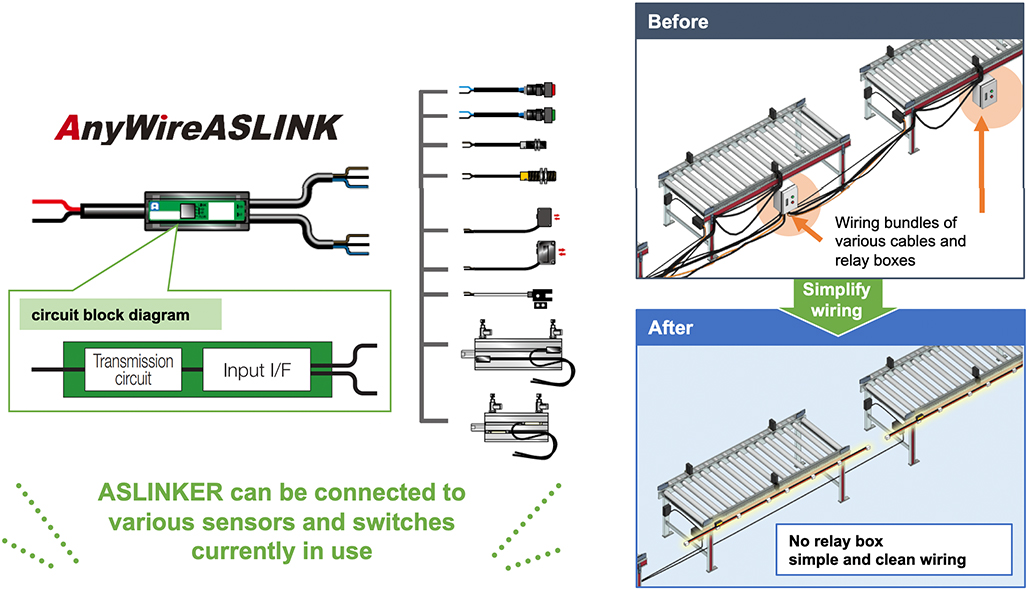 AnyWireASLINK
circuit block diagram
Transmission
circuit
Input I/F
ASLINKER can be connected to
various sensors and switches
currently in use
Before
Wiring bundles of
various cables and
relay boxes
Simplify
wiring
After
No relay box
simple and clean wiring